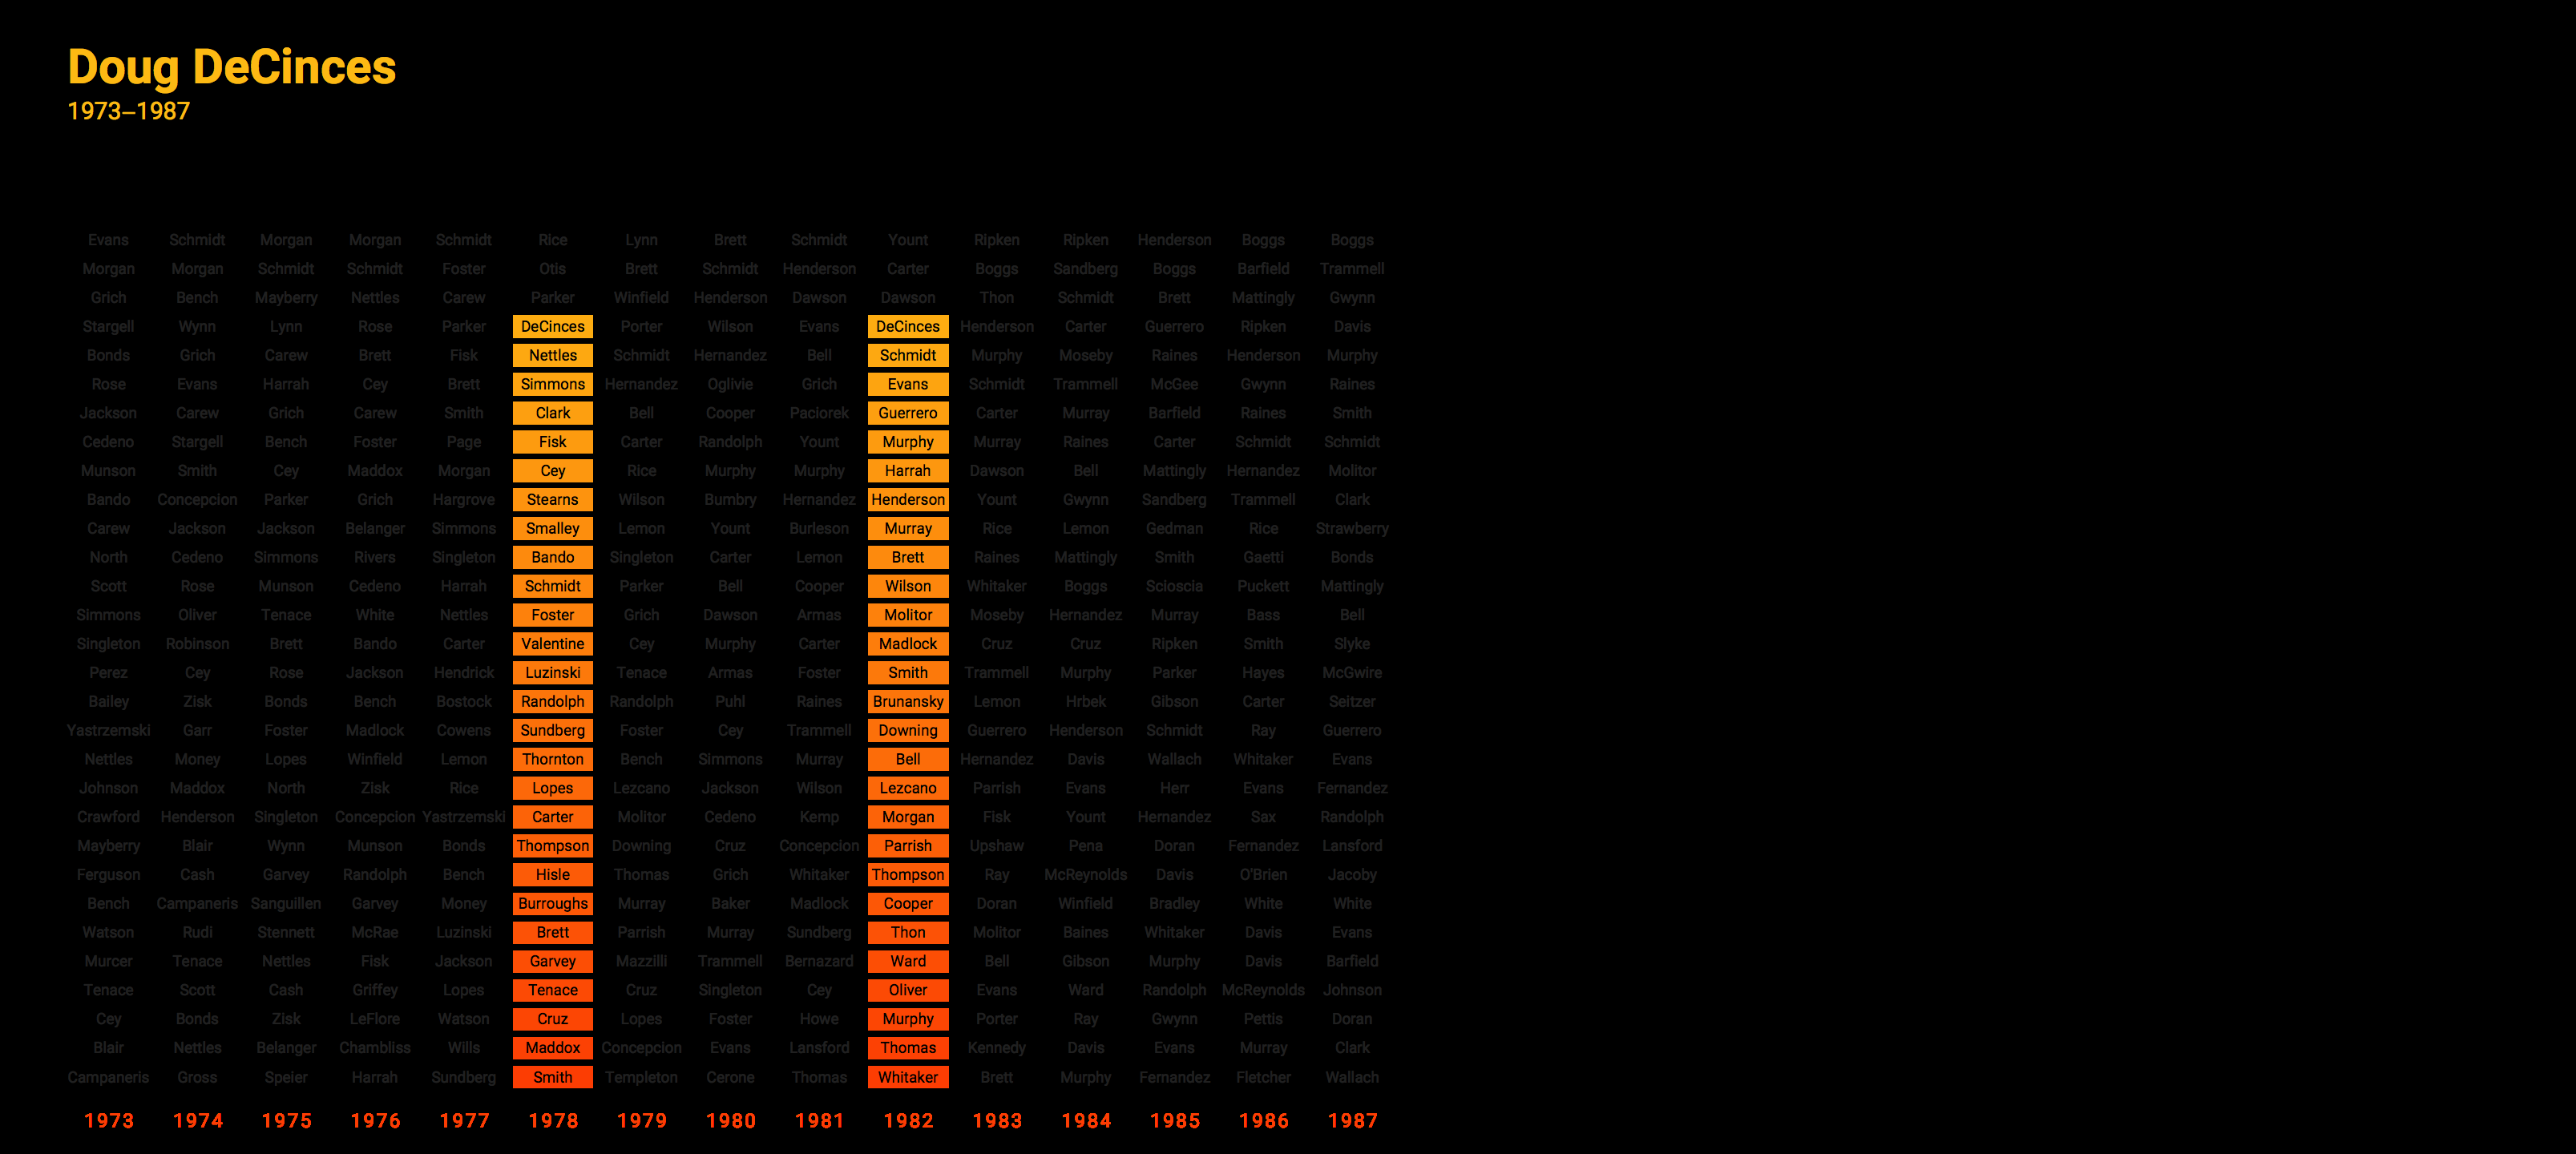 Doug DeCinces
1973–1987
Evans Schmidt Morgan Morgan Schmidt Rice Lynn Brett Schmidt Yount Ripken Ripken Henderson Boggs Boggs
Morgan Morgan Schmidt Schmidt Foster Otis Brett Schmidt Henderson Carter Boggs Sandberg Boggs Barfield Trammell
Grich Bench Mayberry Nettles Carew Parker Winfield Henderson Dawson Dawson Thon Schmidt Brett Mattingly Gwynn
Stargell Wynn Lynn Rose Parker DeCinces Porter Wilson Evans DeCinces Henderson Carter Guerrero Ripken Davis
Bonds Grich Carew Brett Fisk Nettles Schmidt Hernandez Bell Schmidt Murphy Moseby Raines Henderson Murphy
Rose Evans Harrah Cey Brett Simmons Hernandez Oglivie Grich Evans Schmidt Trammell McGee Gwynn Raines
Jackson Carew Grich Carew Smith Clark Bell Cooper Paciorek Guerrero Carter Murray Barfield Raines Smith
Cedeno Stargell Bench Foster Page Fisk Carter Randolph Yount Murphy Murray Raines Carter Schmidt Schmidt
Munson Smith Cey Maddox Morgan Cey Rice Murphy Murphy Harrah Dawson Bell Mattingly Hernandez Molitor
Bando Concepcion Parker Grich Hargrove Stearns Wilson Bumbry Hernandez Henderson Yount Gwynn Sandberg Trammell Clark
Carew Jackson Jackson Belanger Simmons Smalley Lemon Yount Burleson Murray Rice Lemon Gedman Rice Strawberry
North Cedeno Simmons Rivers Singleton Bando Singleton Carter Lemon Brett Raines Mattingly Smith Gaetti Bonds
Scott Rose Munson Cedeno Harrah Schmidt Parker Bell Cooper Wilson Whitaker Boggs Scioscia Puckett Mattingly
Simmons Oliver Tenace White Nettles Foster Grich Dawson Armas Molitor Moseby Hernandez Murray Bass Bell
Singleton Robinson Brett Bando Carter Valentine Cey Murphy Carter Madlock Cruz Cruz Ripken Smith Slyke
Perez Cey Rose Jackson Hendrick Luzinski Tenace Armas Foster Smith Trammell Murphy Parker Hayes McGwire
Bailey Zisk Bonds Bench Bostock Randolph Randolph Puhl Raines Brunansky Lemon Hrbek Gibson Carter Seitzer
Yastrzemski Garr Foster Madlock Cowens Sundberg Foster Cey Trammell Downing Guerrero Henderson Schmidt Ray Guerrero
Nettles Money Lopes Winfield Lemon Thornton Bench Simmons Murray Bell Hernandez Davis Wallach Whitaker Evans
Johnson Maddox North Zisk Rice Lopes Lezcano Jackson Wilson Lezcano Parrish Evans Herr Evans Fernandez
Crawford Henderson Singleton Concepcion Yastrzemski Carter Molitor Cedeno Kemp Morgan Fisk Yount Hernandez Sax Randolph
Mayberry Blair Wynn Munson Bonds Thompson Downing Cruz Concepcion Parrish Upshaw Pena Doran Fernandez Lansford
Ferguson Cash Garvey Randolph Bench Hisle Thomas Grich Whitaker Thompson Ray McReynolds Davis O'Brien Jacoby
Bench Campaneris Sanguillen Garvey Money Burroughs Murray Baker Madlock Cooper Doran Winfield Bradley White White
Watson Rudi Stennett McRae Luzinski Brett Parrish Murray Sundberg Thon Molitor Baines Whitaker Davis Evans
Murcer Tenace Nettles Fisk Jackson Garvey Mazzilli Trammell Bernazard Ward Bell Gibson Murphy Davis Barfield
Tenace Scott Cash Griffey Lopes Tenace Cruz Singleton Cey Oliver Evans Ward Randolph McReynolds Johnson
Cey Bonds Zisk LeFlore Watson Cruz Lopes Foster Howe Murphy Porter Ray Gwynn Pettis Doran
Blair Nettles Belanger Chambliss Wills Maddox Concepcion Evans Lansford Thomas Kennedy Davis Evans Murray Clark
Campaneris Gross Speier Harrah Sundberg Smith Templeton Cerone Thomas Whitaker Brett Murphy Fernandez Fletcher Wallach
1973 1974 1975 1976 1977 1978 1979 1980 1981 1982 1983 1984 1985 1986 1987